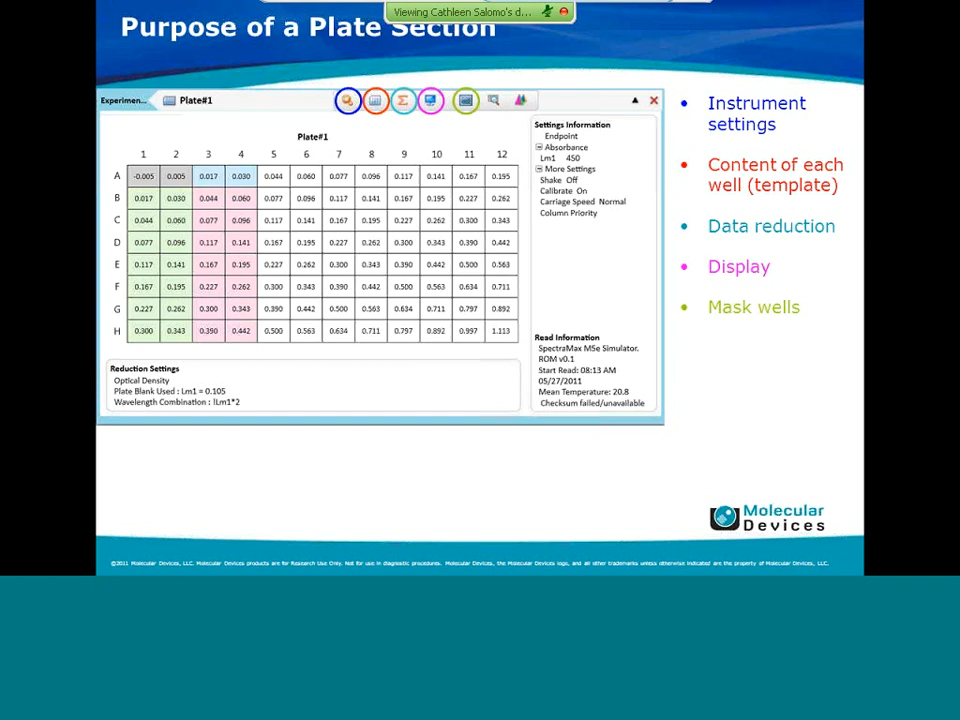 Viewing Cathleen Salomo's d...
Purpose of a Plate Section
Experimen...
Plate#1
Plate#1
1 2 3 4 5 6 7 8 9 10 11 12
A -0.005 0.005 0.017 0.030 0.044 0.060 0.077 0.096 0.117 0.141 0.167 0.195
B 0.017 0.030 0.044 0.060 0.077 0.096 0.117 0.141 0.167 0.195 0.227 0.262
C 0.044 0.060 0.077 0.096 0.117 0.141 0.167 0.195 0.227 0.262 0.300 0.343
D 0.077 0.096 0.117 0.141 0.167 0.195 0.227 0.262 0.300 0.343 0.390 0.442
E 0.117 0.141 0.167 0.195 0.227 0.262 0.300 0.343 0.390 0.442 0.500 0.563
F 0.167 0.195 0.227 0.262 0.300 0.343 0.390 0.442 0.500 0.563 0.634 0.711
G 0.227 0.262 0.300 0.343 0.390 0.442 0.500 0.563 0.634 0.711 0.797 0.892
H 0.300 0.343 0.390 0.442 0.500 0.563 0.634 0.711 0.797 0.892 0.997 1.113
Settings Information
Endpoint
Absorbance
Lm1 450
More Settings
Shake Off
Calibrate On
Carriage Speed Normal
Column Priority
Read Information
SpectraMax M5e Simulator.
ROM v0.1
Start Read: 08:13 AM
05/27/2011
Mean Temperature: 20.8
Checksum failed/unavailable
Reduction Settings
Optical Density
Plate Blank Used : Lm1 = 0.105
Wavelength Combination : !Lm1*2
• Instrument
settings
• Content of each
well (template)
• Data reduction
• Display
• Mask wells
Molecular
Devices
©2011 Molecular Devices, LLC. Molecular Devices products are for Research Use Only. Not for use in diagnostic procedures. Molecular Devices, the Molecular Devices logo, and all other trademarks unless otherwise indicated are the property of Molecular Devices, LLC.